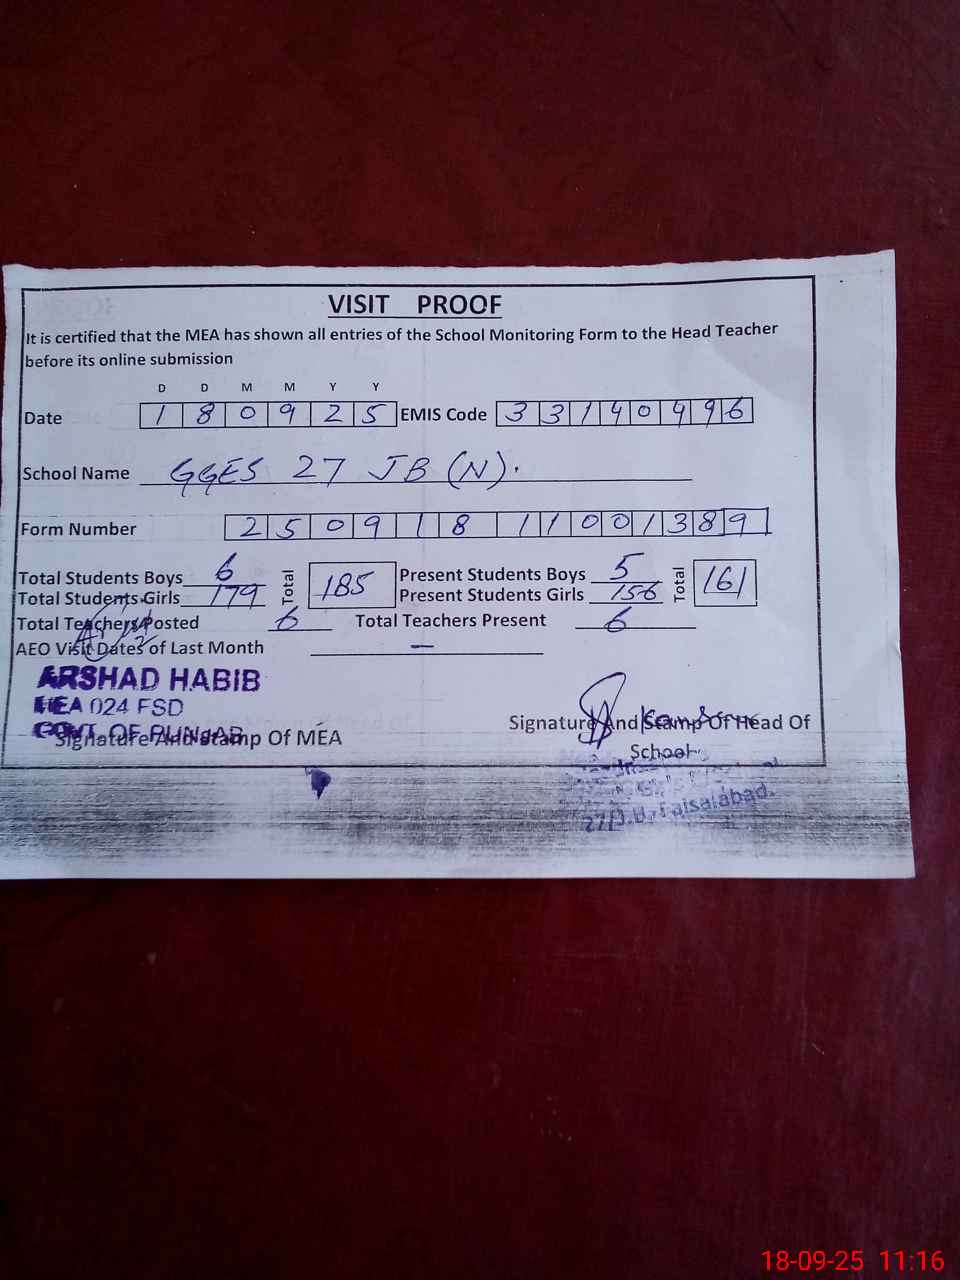 VISIT PROOF
It is certified that the MEA has shown all entries of the School Monitoring Form to the Head Teacher
before its online submission
D D M M Y Y
Date 1 8 0 9 2 5 EMIS Code 3 3 1 4 0 4 9 6
School Name GGES 27 JB (N).
Form Number 2 5 0 9 1 8 1 1 0 0 1 3 8 9
Total Students Boys 6 Total 185 Present Students Boys 5 Total 161
Total Students Girls 179 Present Students Girls 156
Total Teachers Posted 6 Total Teachers Present 6
AEO Visit Dates of Last Month —
ARSHAD HABIB
MEA 024 FSD
GOVT. OF PUNJAB
Signature And Stamp Of MEA
Signature And Stamp Of Head Of
School
27 J.B, Faisalabad.
18-09-25 11:16